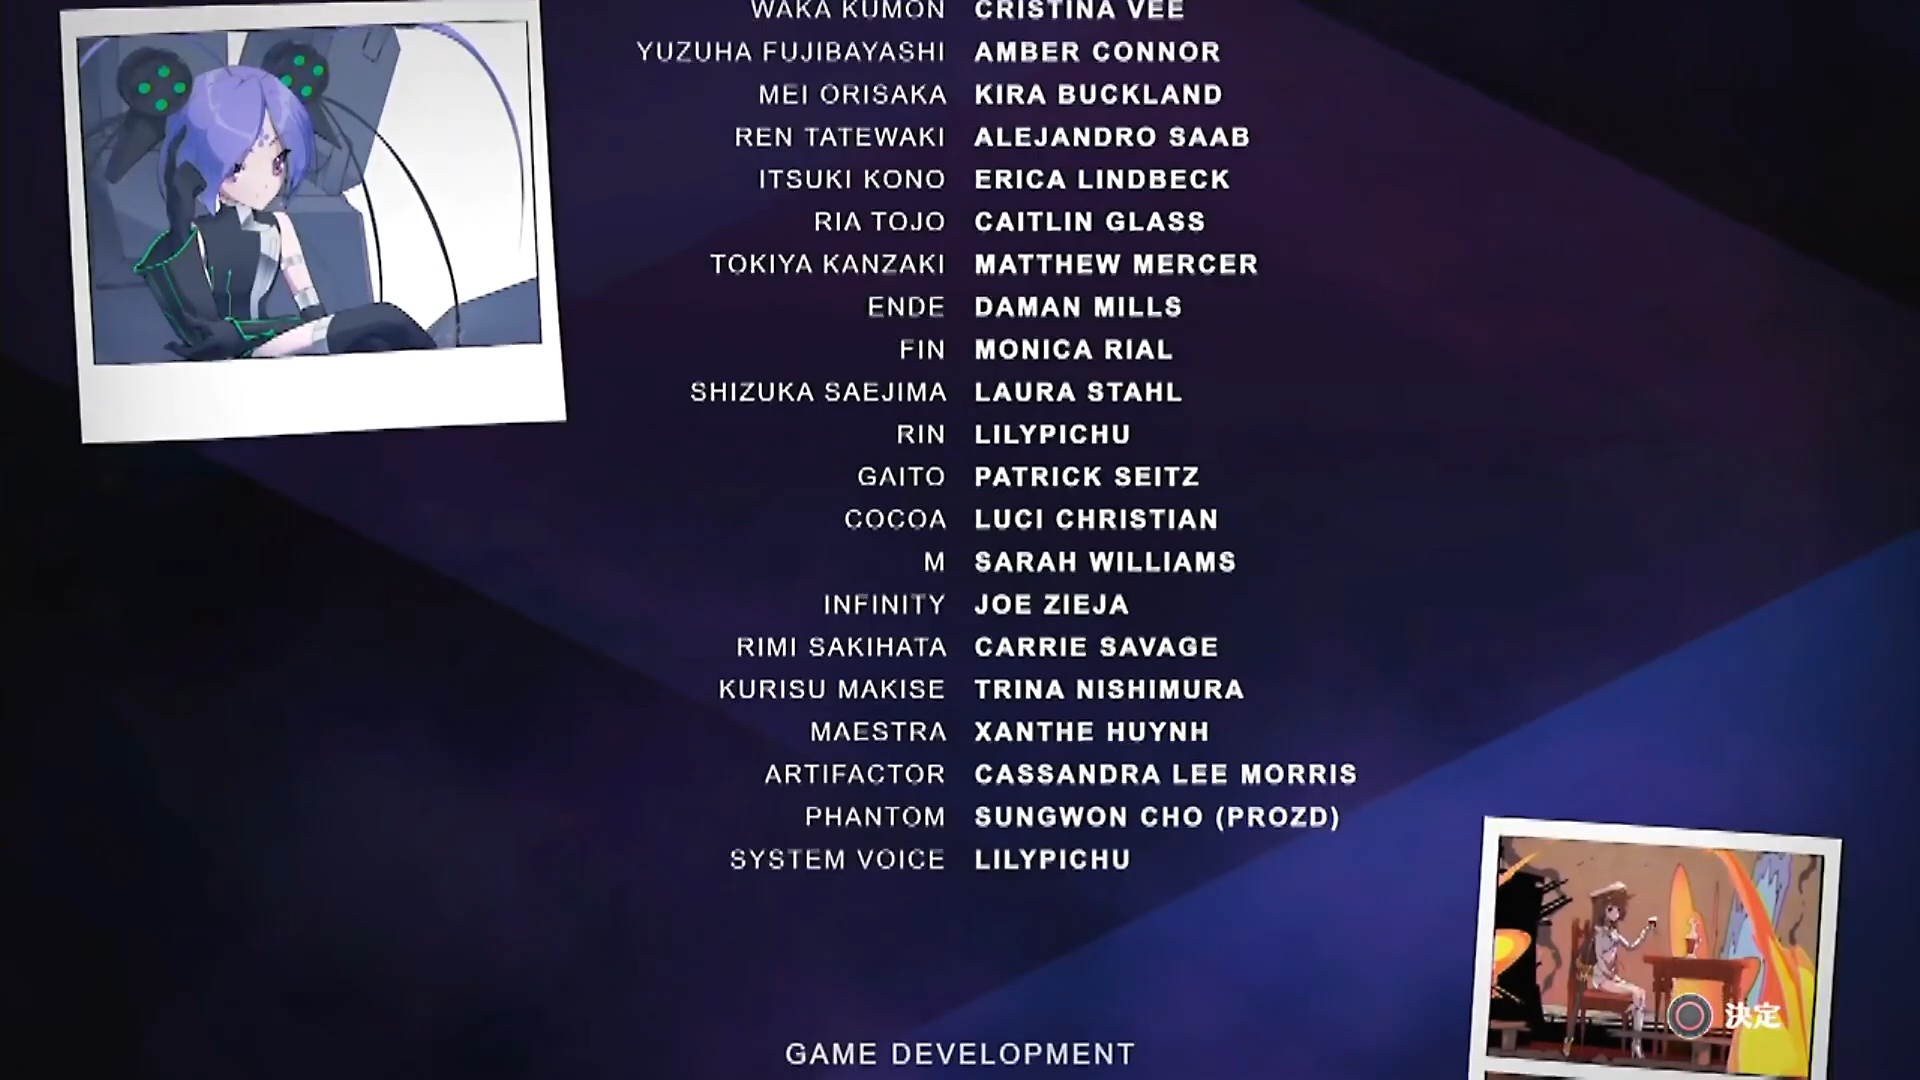 WAKA KUMON CRISTINA VEE
YUZUHA FUJIBAYASHI AMBER CONNOR
MEI ORISAKA KIRA BUCKLAND
REN TATEWAKI ALEJANDRO SAAB
ITSUKI KONO ERICA LINDBECK
RIA TOJO CAITLIN GLASS
TOKIYA KANZAKI MATTHEW MERCER
ENDE DAMAN MILLS
FIN MONICA RIAL
SHIZUKA SAEJIMA LAURA STAHL
RIN LILYPICHU
GAITO PATRICK SEITZ
COCOA LUCI CHRISTIAN
M SARAH WILLIAMS
INFINITY JOE ZIEJA
RIMI SAKIHATA CARRIE SAVAGE
KURISU MAKISE TRINA NISHIMURA
MAESTRA XANTHE HUYNH
ARTIFACTOR CASSANDRA LEE MORRIS
PHANTOM SUNGWON CHO (PROZD)
SYSTEM VOICE LILYPICHU
決定
GAME DEVELOPMENT